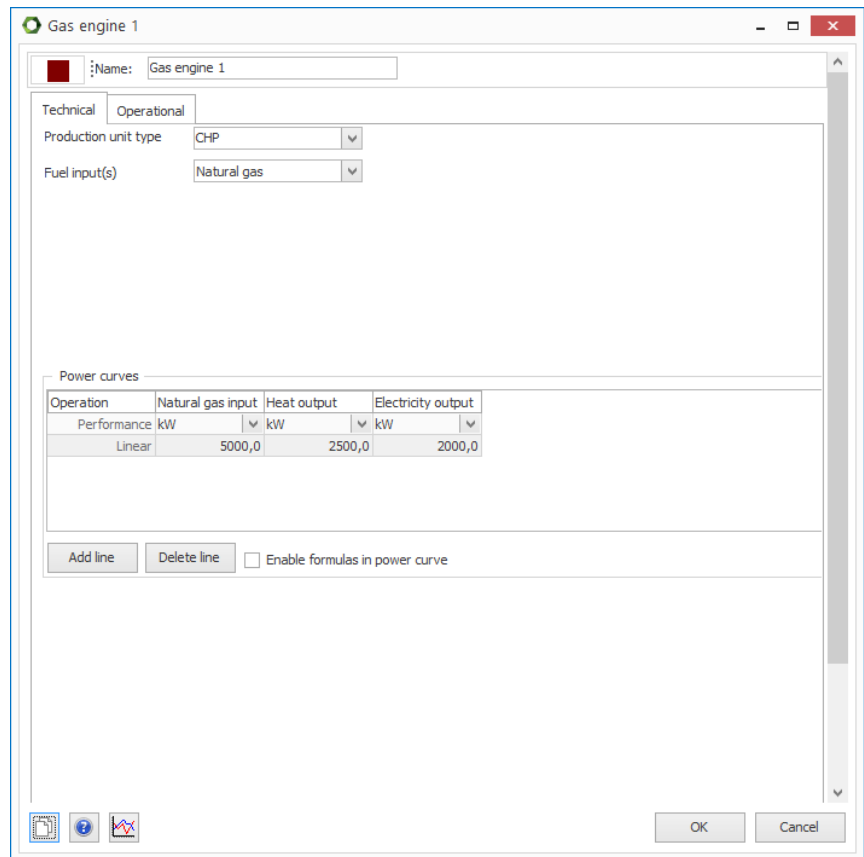 Gas engine 1
Name: Gas engine 1
Technical Operational
Production unit type CHP
Fuel input(s) Natural gas
Power curves
Operation Natural gas input Heat output Electricity output
Performance kW kW kW
Linear 5000,0 2500,0 2000,0
Add line Delete line Enable formulas in power curve
OK Cancel